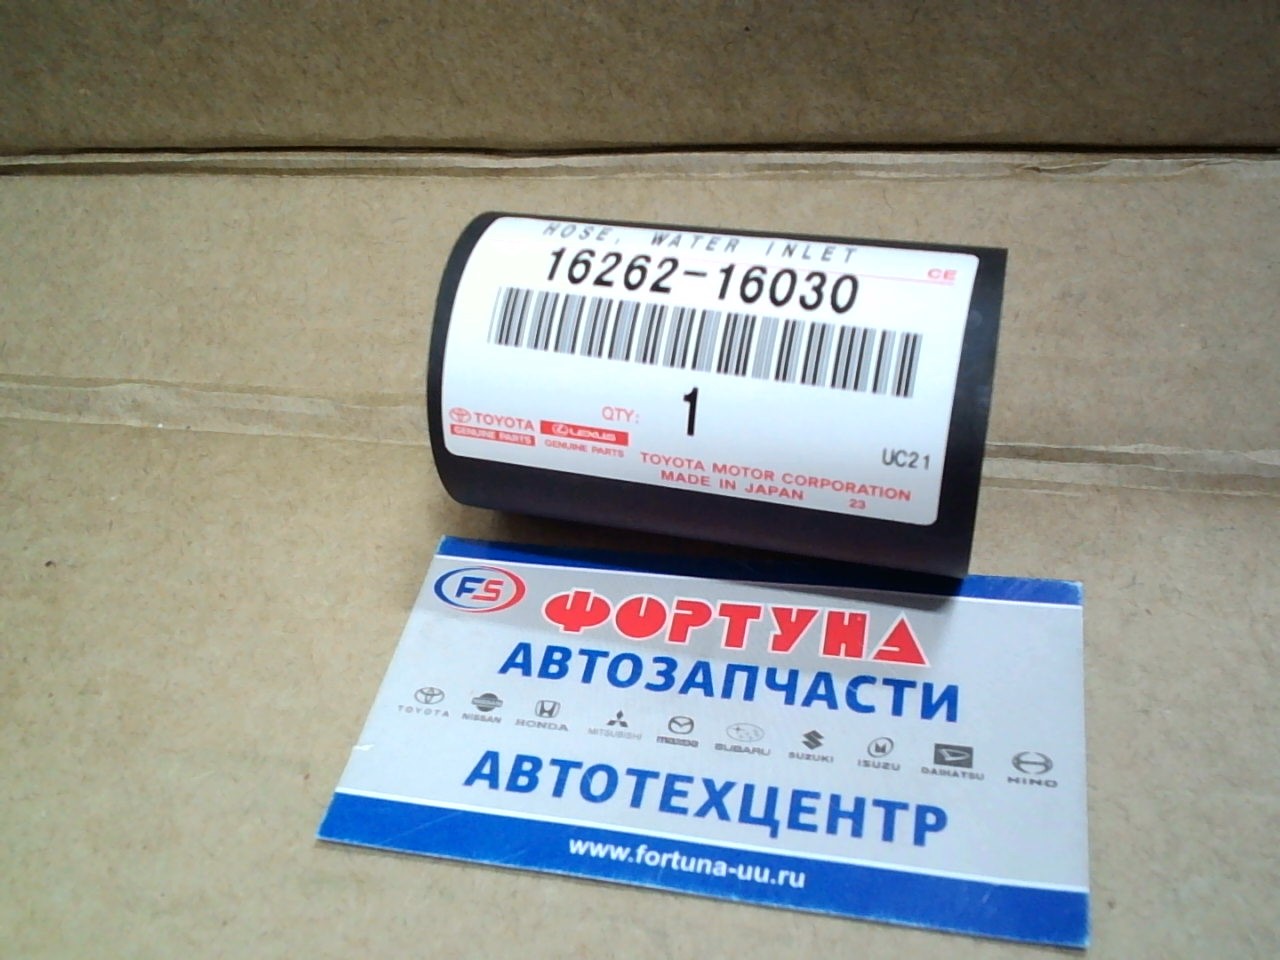 HOSE, WATER INLET
CE
16262-16030
QTY: 1
TOYOTA
GENUINE PARTS
LEXUS
GENUINE PARTS
UC21
TOYOTA MOTOR CORPORATION
MADE IN JAPAN 23
FS ФОРТУНА
АВТОЗАПЧАСТИ
TOYOTA NISSAN HONDA MITSUBISHI mazda SUBARU SUZUKI ISUZU DAIHATSU HINO
АВТОТЕХЦЕНТР
www.fortuna-uu.ru